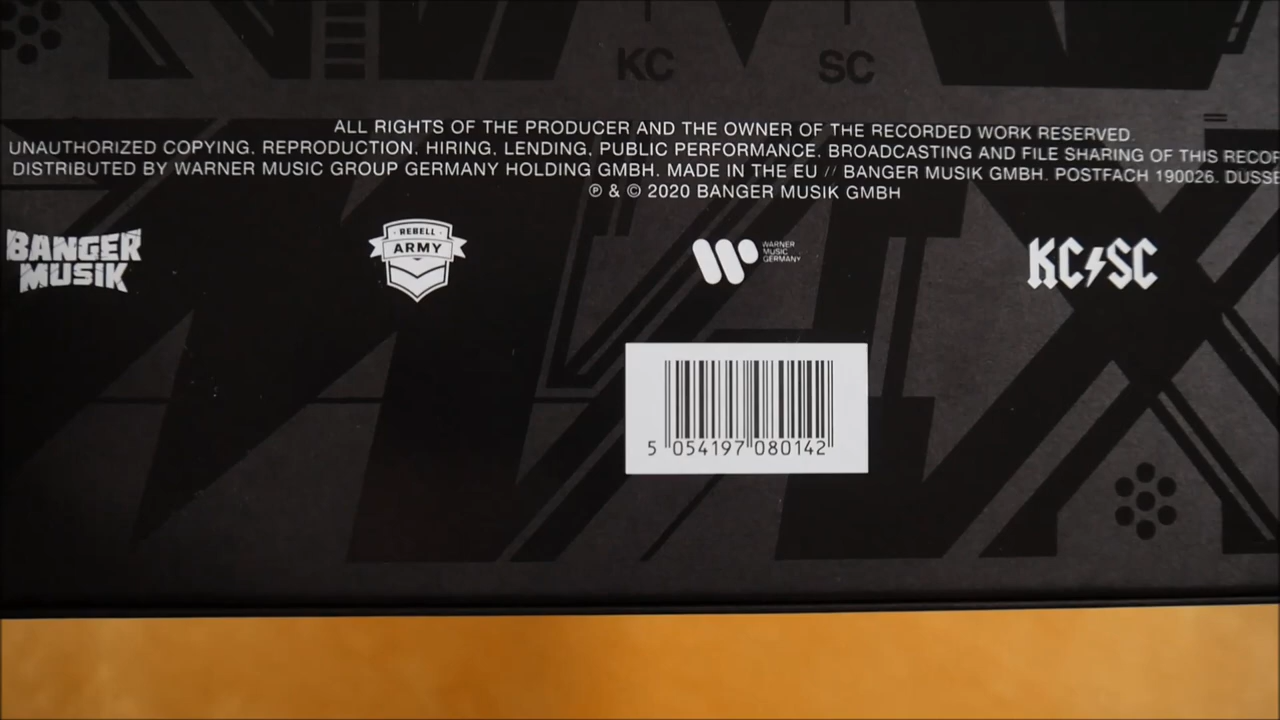 KC SC
ALL RIGHTS OF THE PRODUCER AND THE OWNER OF THE RECORDED WORK RESERVED.
UNAUTHORIZED COPYING. REPRODUCTION. HIRING. LENDING. PUBLIC PERFORMANCE. BROADCASTING AND FILE SHARING OF THIS RECOR
DISTRIBUTED BY WARNER MUSIC GROUP GERMANY HOLDING GMBH. MADE IN THE EU // BANGER MUSIK GMBH. POSTFACH 190026. DUSSE
℗ & © 2020 BANGER MUSIK GMBH
BANGER
MUSIK
REBELL
ARMY
WARNER
MUSIC
GERMANY
KC SC
5 054197 080142